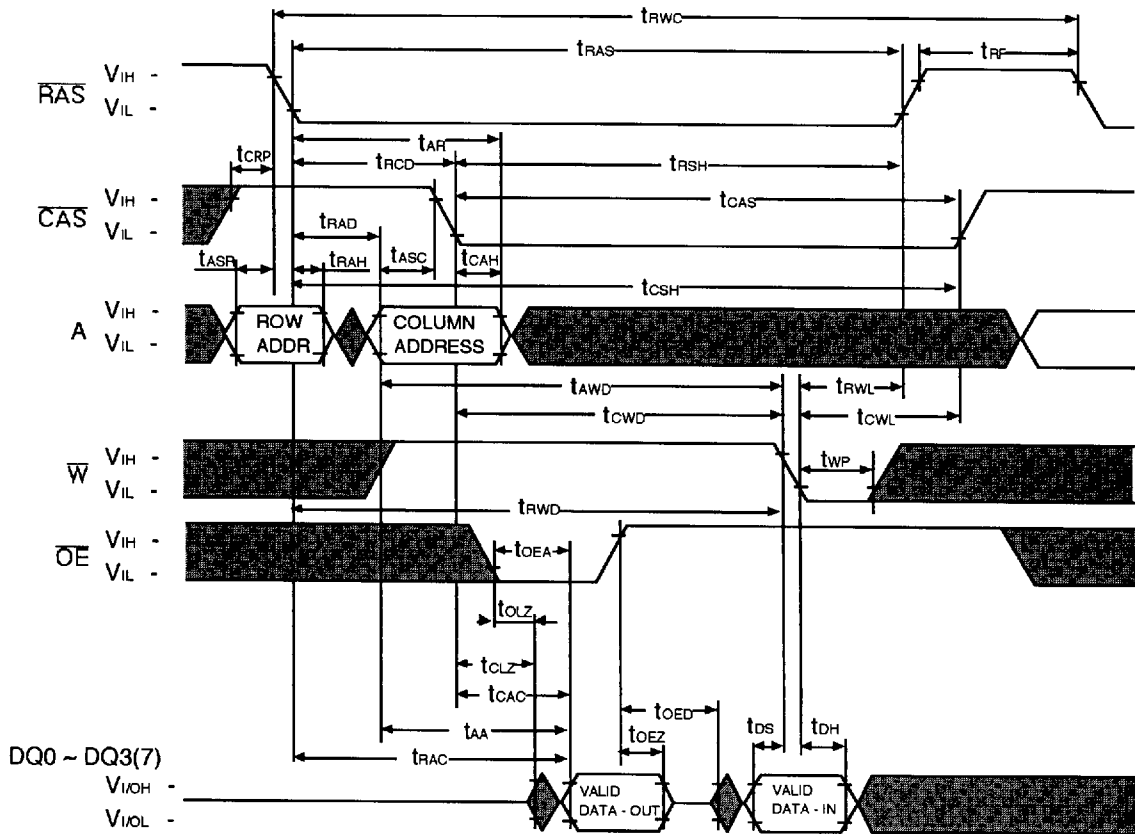 tRWC
tRAS
tRP
RAS
VIH -
VIL -
tAR
tCRP
tRCD
tRSH
CAS
VIH -
VIL -
tCAS
tRAD
tASR
tRAH
tASC
tCAH
tCSH
A
VIH -
VIL -
ROW ADDR
COLUMN ADDRESS
tAWD
tRWL
tCWD
tCWL
W
VIH -
VIL -
tWP
tRWD
OE
VIH -
VIL -
tOEA
tOLZ
tCLZ
tCAC
tOED
tAA
tOEZ
tDS
tDH
tRAC
DQ0 ~ DQ3(7)
VI/OH -
VI/OL -
VALID DATA - OUT
VALID DATA - IN